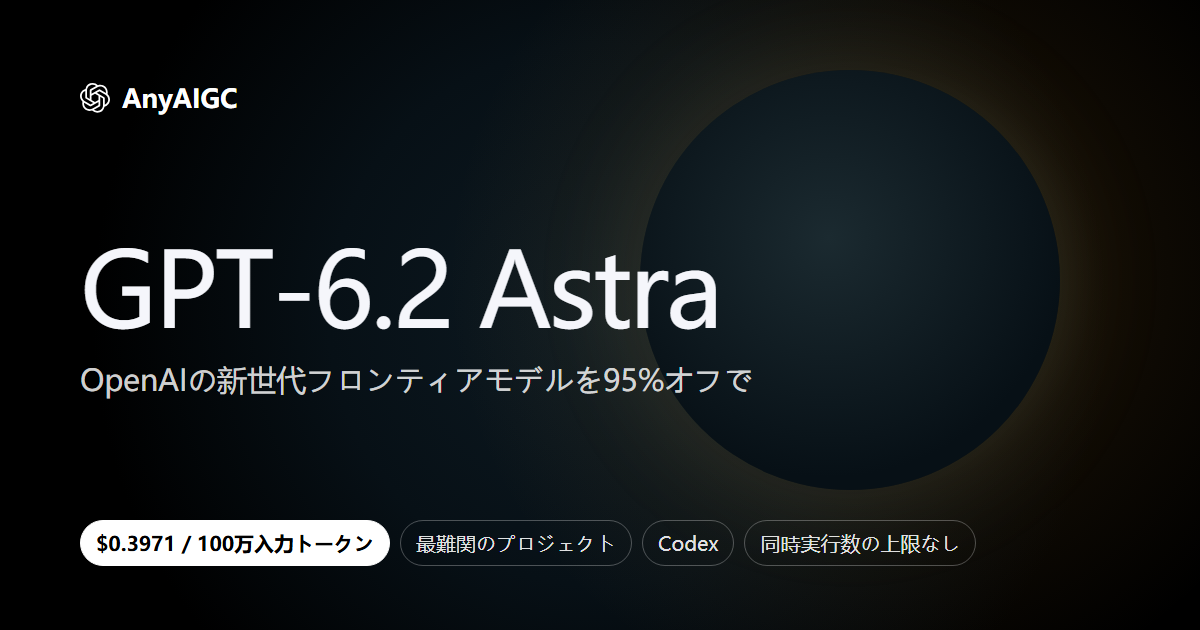 AnyAIGC
GPT-6.2 Astra
OpenAIの新世代フロンティアモデルを95%オフで
$0.3971 / 100万入力トークン
最難関のプロジェクト
Codex
同時実行数の上限なし